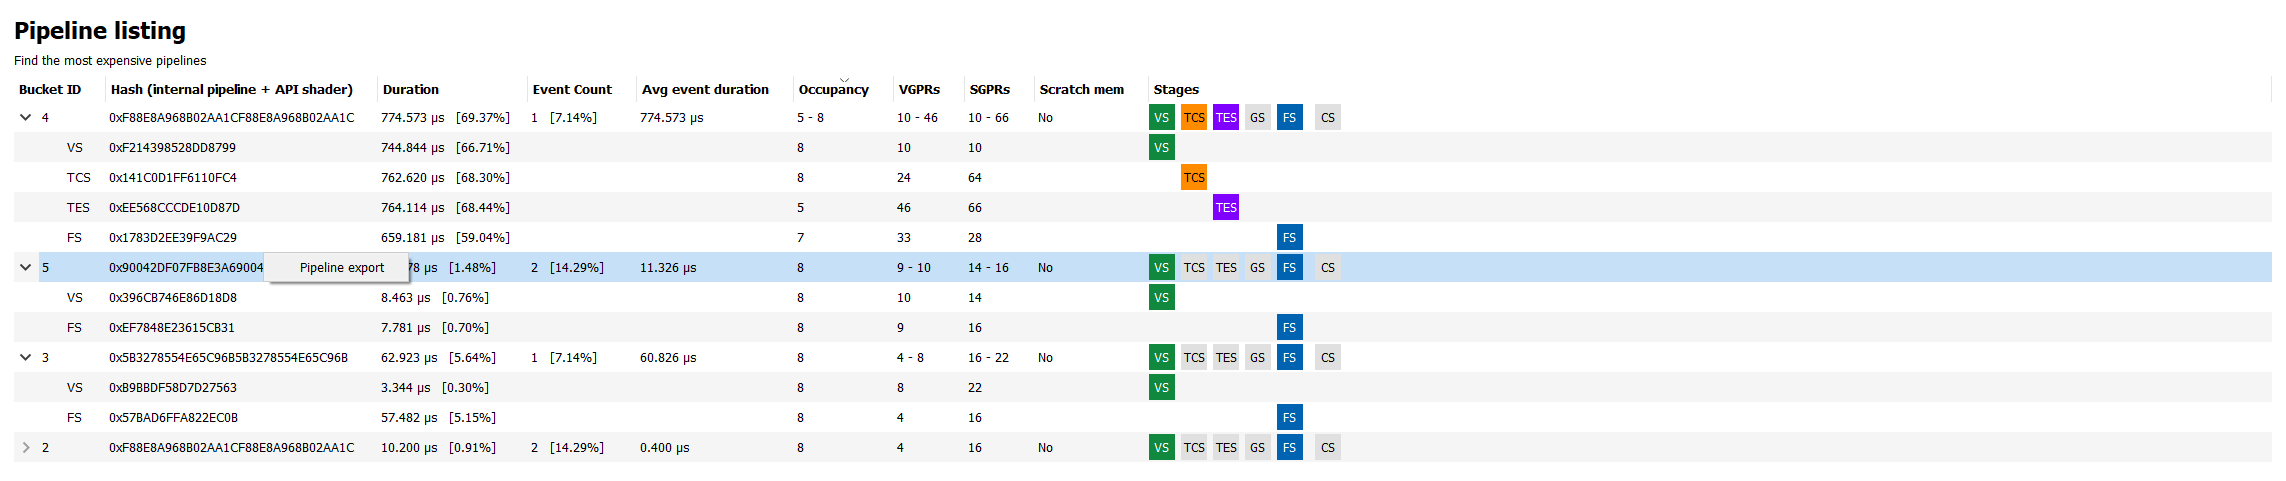 Pipeline listing
Find the most expensive pipelines
Bucket ID Hash (internal pipeline + API shader) Duration Event Count Avg event duration Occupancy VGPRs SGPRs Scratch mem Stages
4 0xF88E8A968B02AA1CF88E8A968B02AA1C 774.573 µs [69.37%] 1 [7.14%] 774.573 µs 5 - 8 10 - 46 10 - 66 No VS TCS TES GS FS CS
VS 0xF214398528DD8799 744.844 µs [66.71%] 8 10 10 VS
TCS 0x141C0D1FF6110FC4 762.620 µs [68.30%] 8 24 64 TCS
TES 0xEE568CCCDE10D87D 764.114 µs [68.44%] 5 46 66 TES
FS 0x1783D2EE39F9AC29 659.181 µs [59.04%] 7 33 28 FS
5 0x90042DF07FB8E3A69004 Pipeline export 78 µs [1.48%] 2 [14.29%] 11.326 µs 8 9 - 10 14 - 16 No VS TCS TES GS FS CS
VS 0x396CB746E86D18D8 8.463 µs [0.76%] 8 10 14 VS
FS 0xEF7848E23615CB31 7.781 µs [0.70%] 8 9 16 FS
3 0x5B3278554E65C96B5B3278554E65C96B 62.923 µs [5.64%] 1 [7.14%] 60.826 µs 8 4 - 8 16 - 22 No VS TCS TES GS FS CS
VS 0xB9BBDF58D7D27563 3.344 µs [0.30%] 8 8 22 VS
FS 0x57BAD6FFA822EC0B 57.482 µs [5.15%] 8 4 16 FS
2 0xF88E8A968B02AA1CF88E8A968B02AA1C 10.200 µs [0.91%] 2 [14.29%] 0.400 µs 8 4 16 No VS TCS TES GS FS CS